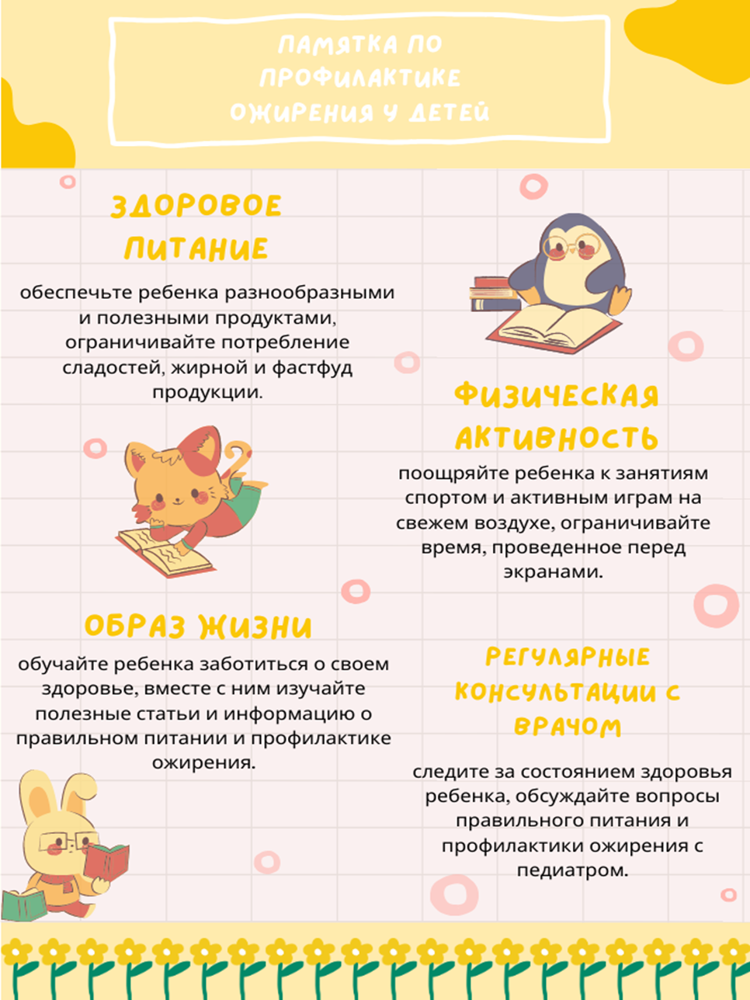 ПАМЯТКА ПО
ПРОФИЛАКТИКЕ
ОЖИРЕНИЯ У ДЕТЕЙ
ЗДОРОВОЕ
ПИТАНИЕ
обеспечьте ребенка разнообразными
и полезными продуктами,
ограничивайте потребление
сладостей, жирной и фастфуд
продукции.
ФИЗИЧЕСКАЯ
АКТИВНОСТЬ
поощряйте ребенка к занятиям
спортом и активным играм на
свежем воздухе, ограничивайте
время, проведенное перед
экранами.
ОБРАЗ ЖИЗНИ
обучайте ребенка заботиться о своем
здоровье, вместе с ним изучайте
полезные статьи и информацию о
правильном питании и профилактике
ожирения.
РЕГУЛЯРНЫЕ
КОНСУЛЬТАЦИИ С
ВРАЧОМ
следите за состоянием здоровья
ребенка, обсуждайте вопросы
правильного питания и
профилактики ожирения с
педиатром.